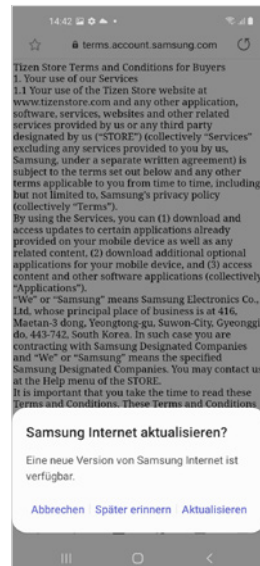 14:42
terms.account.samsung.com
Tizen Store Terms and Conditions for Buyers
1. Your use of our Services
1.1 Your use of the Tizen Store website at
www.tizenstore.com and any other application,
software, services, websites and other related
services provided by us or any third party
designated by us (“STORE”) (collectively “Services”
excluding any services provided to you by us,
Samsung, under a separate written agreement) is
subject to the terms set out below and any other
terms applicable to you from time to time, including
but not limited to, Samsung's privacy policy
(collectively “Terms”).
By using the Services, you can (1) download and
access updates to certain applications already
provided on your mobile device as well as any
related content, (2) download additional optional
applications for your mobile device, and (3) access
content and other software applications (collectively
“Applications”).
“We” or “Samsung” means Samsung Electronics Co.,
Ltd, whose principal place of business is at 416,
Maetan-3 dong, Yeongtong-gu, Suwon-City, Gyeonggi
do, 443-742, South Korea. In such case you are
contracting with Samsung Designated Companies
and “We” or “Samsung” means the specified
Samsung Designated Companies. You may contact us
at the Help menu of the STORE.
It is important that you take the time to read these
Terms and Conditions. These Terms and Conditions
Samsung Internet aktualisieren?
Eine neue Version von Samsung Internet ist
verfügbar.
Abbrechen Später erinnern Aktualisieren